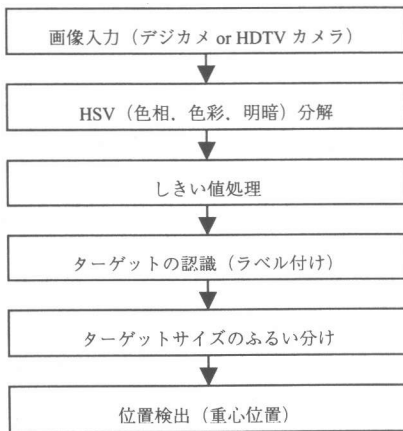 画像入力（デジカメ or HDTV カメラ）
HSV（色相，色彩，明暗）分解
しきい値処理
ターゲットの認識（ラベル付け）
ターゲットサイズのふるい分け
位置検出（重心位置）